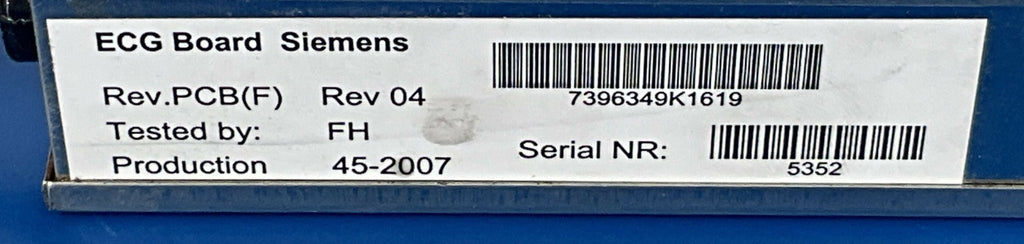 ECG Board Siemens
7396349K1619
Rev.PCB(F) Rev 04
Tested by: FH
Production 45-2007
Serial NR:
5352